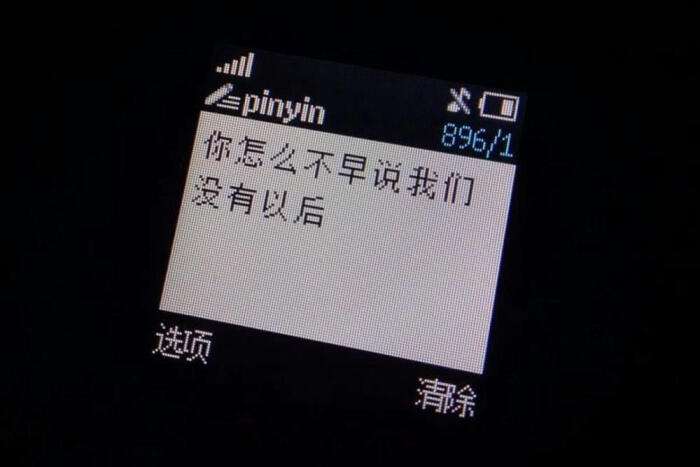 pinyin
896/1
你怎么不早说我们
没有以后
选项
清除